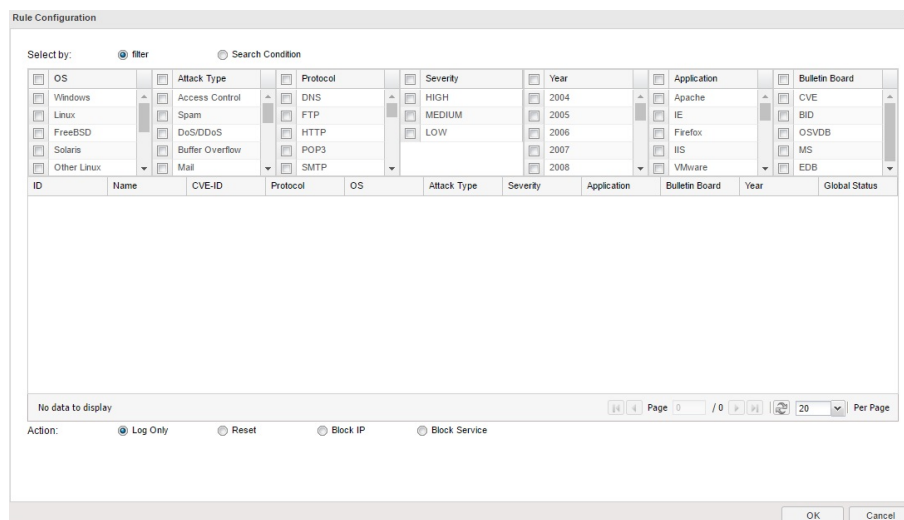 Rule Configuration
Select by: filter Search Condition
OS Attack Type Protocol Severity Year Application Bulletin Board
Windows Access Control DNS HIGH 2004 Apache CVE
Linux Spam FTP MEDIUM 2005 IE BID
FreeBSD DoS/DDoS HTTP LOW 2006 Firefox OSVDB
Solaris Buffer Overflow POP3 2007 IIS MS
Other Linux Mail SMTP 2008 VMware EDB
ID Name CVE-ID Protocol OS Attack Type Severity Application Bulletin Board Year Global Status
No data to display Page 0 / 0 20 Per Page
Action: Log Only Reset Block IP Block Service
OK Cancel